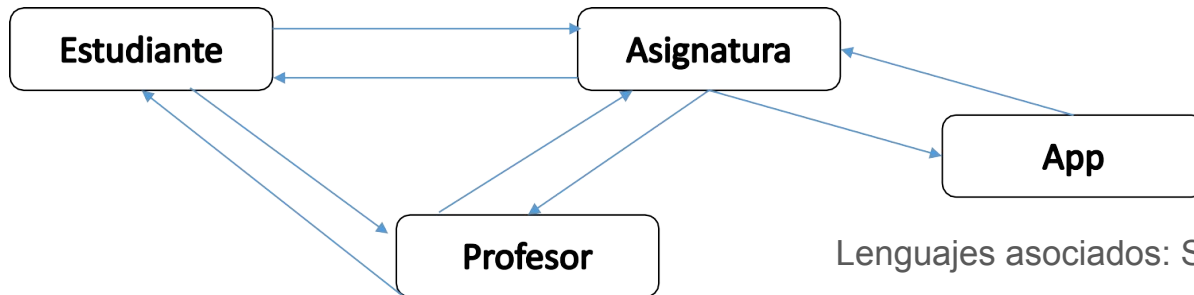 Estudiante
Asignatura
App
Profesor
Lenguajes asociados: